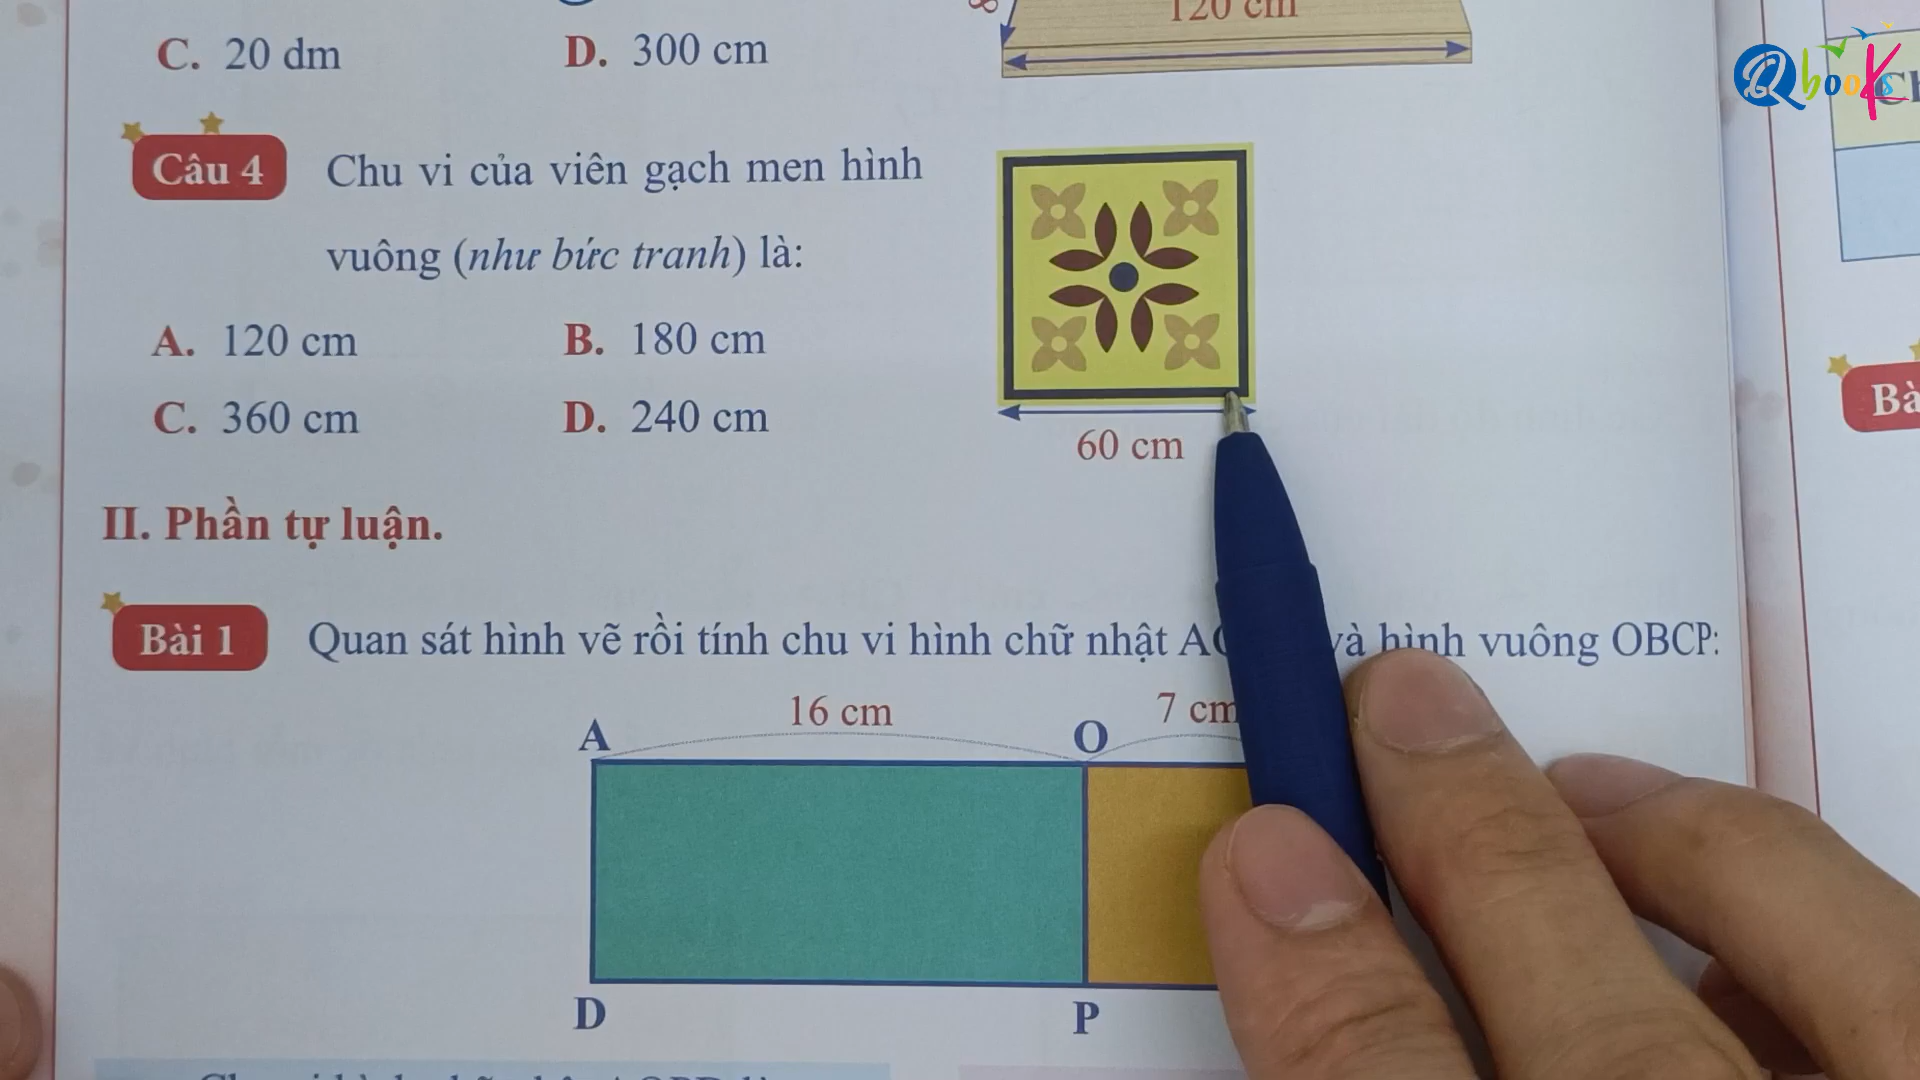 120 cm
C. 20 dm D. 300 cm
Qbooks
Câu 4 Chu vi của viên gạch men hình
vuông (như bức tranh) là:
A. 120 cm B. 180 cm
C. 360 cm D. 240 cm
60 cm
Bà
II. Phần tự luận.
Bài 1 Quan sát hình vẽ rồi tính chu vi hình chữ nhật và hình vuông OBCP:
16 cm 7 cm
A O
D P